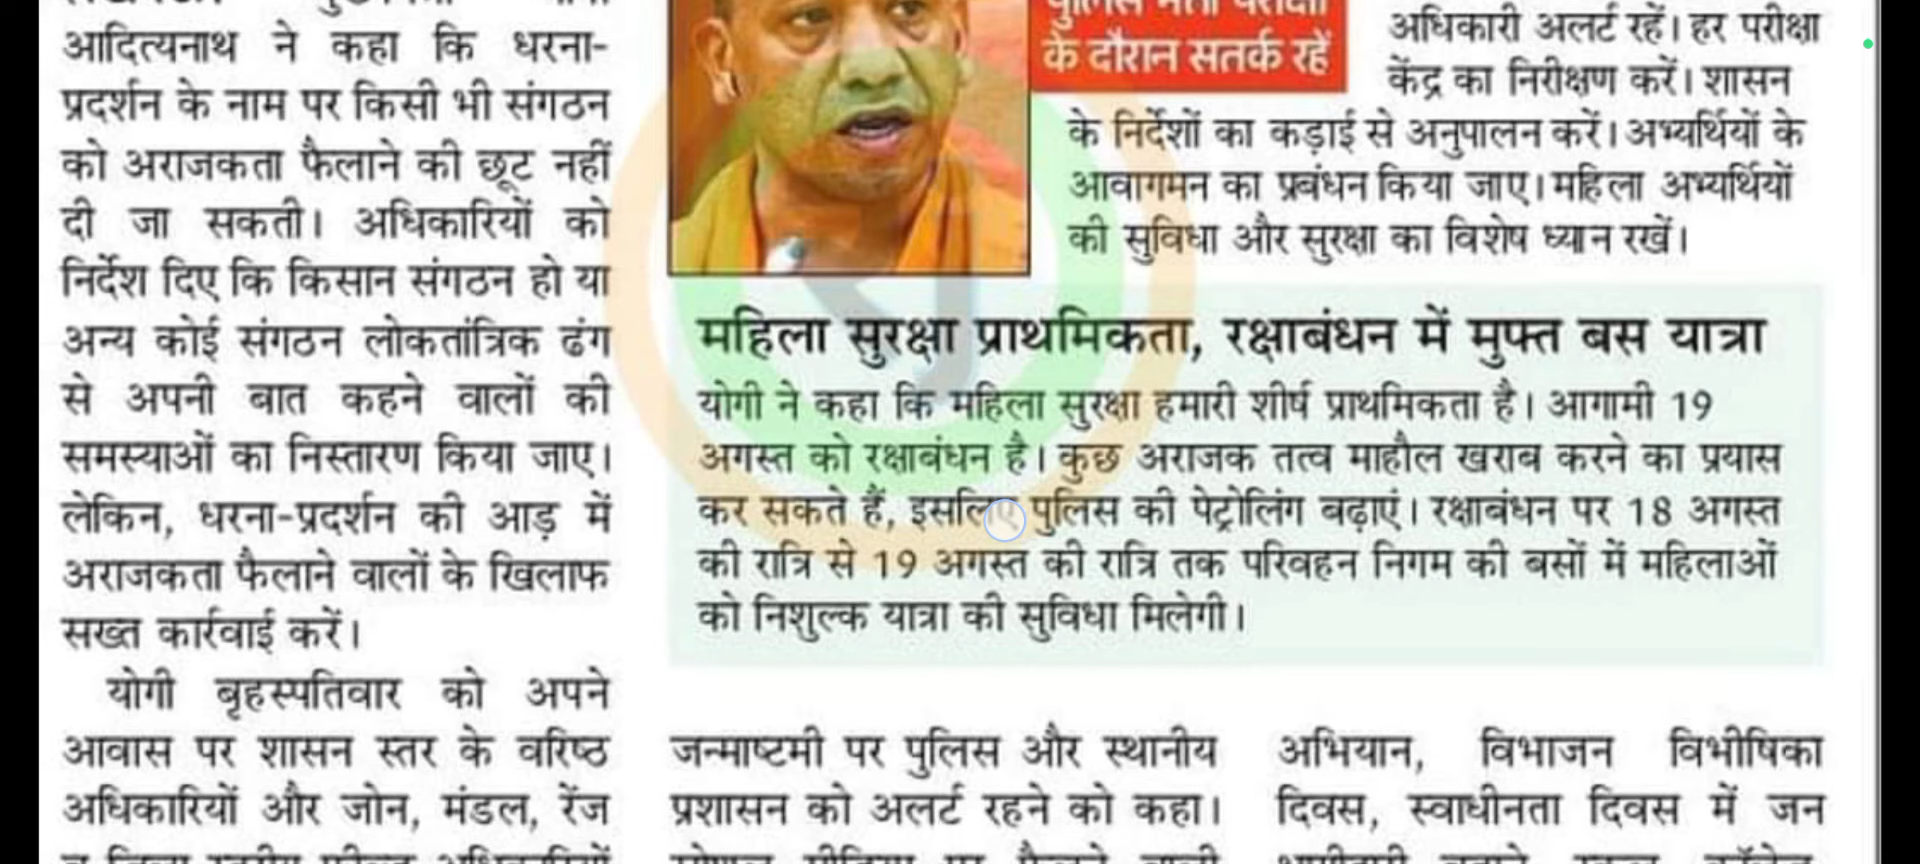 आदित्यनाथ ने कहा कि धरना-
प्रदर्शन के नाम पर किसी भी संगठन
को अराजकता फैलाने की छूट नहीं
दी जा सकती। अधिकारियों को
निर्देश दिए कि किसान संगठन हो या
अन्य कोई संगठन लोकतांत्रिक ढंग
से अपनी बात कहने वालों की
समस्याओं का निस्तारण किया जाए।
लेकिन, धरना-प्रदर्शन की आड़ में
अराजकता फैलाने वालों के खिलाफ
सख्त कार्रवाई करें।
योगी बृहस्पतिवार को अपने
आवास पर शासन स्तर के वरिष्ठ
अधिकारियों और जोन, मंडल, रेंज
पुलिस भर्ती परीक्षा
के दौरान सतर्क रहें
अधिकारी अलर्ट रहें। हर परीक्षा
केंद्र का निरीक्षण करें। शासन
के निर्देशों का कड़ाई से अनुपालन करें। अभ्यर्थियों के
आवागमन का प्रबंधन किया जाए। महिला अभ्यर्थियों
की सुविधा और सुरक्षा का विशेष ध्यान रखें।
महिला सुरक्षा प्राथमिकता, रक्षाबंधन में मुफ्त बस यात्रा
योगी ने कहा कि महिला सुरक्षा हमारी शीर्ष प्राथमिकता है। आगामी 19
अगस्त को रक्षाबंधन है। कुछ अराजक तत्व माहौल खराब करने का प्रयास
कर सकते हैं, इसलिए पुलिस की पेट्रोलिंग बढ़ाएं। रक्षाबंधन पर 18 अगस्त
की रात्रि से 19 अगस्त की रात्रि तक परिवहन निगम की बसों में महिलाओं
को निशुल्क यात्रा की सुविधा मिलेगी।
जन्माष्टमी पर पुलिस और स्थानीय
प्रशासन को अलर्ट रहने को कहा।
अभियान, विभाजन विभीषिका
दिवस, स्वाधीनता दिवस में जन